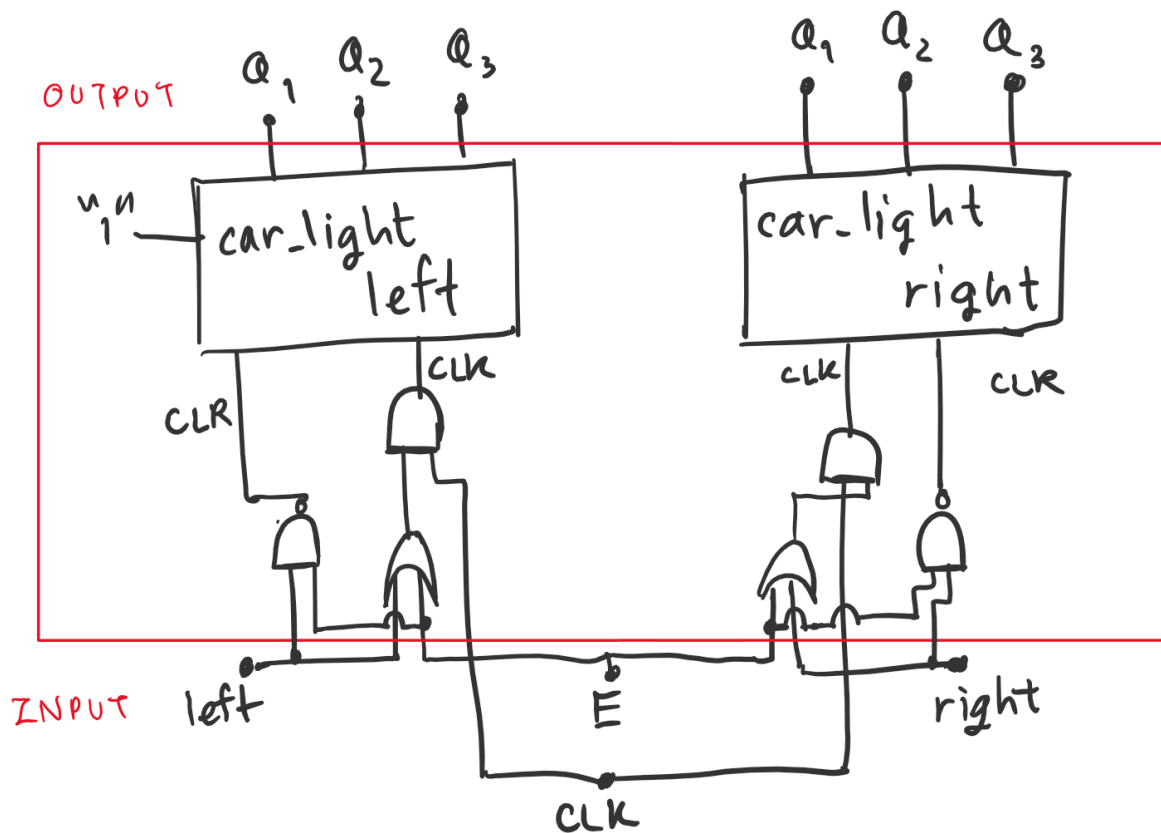 Q1 Q2 Q3 Q1 Q2 Q3
OUTPUT
"1"
car_light
left
car_light
right
CLR
CLK
CLK
CLR
INPUT
left
E
right
CLK